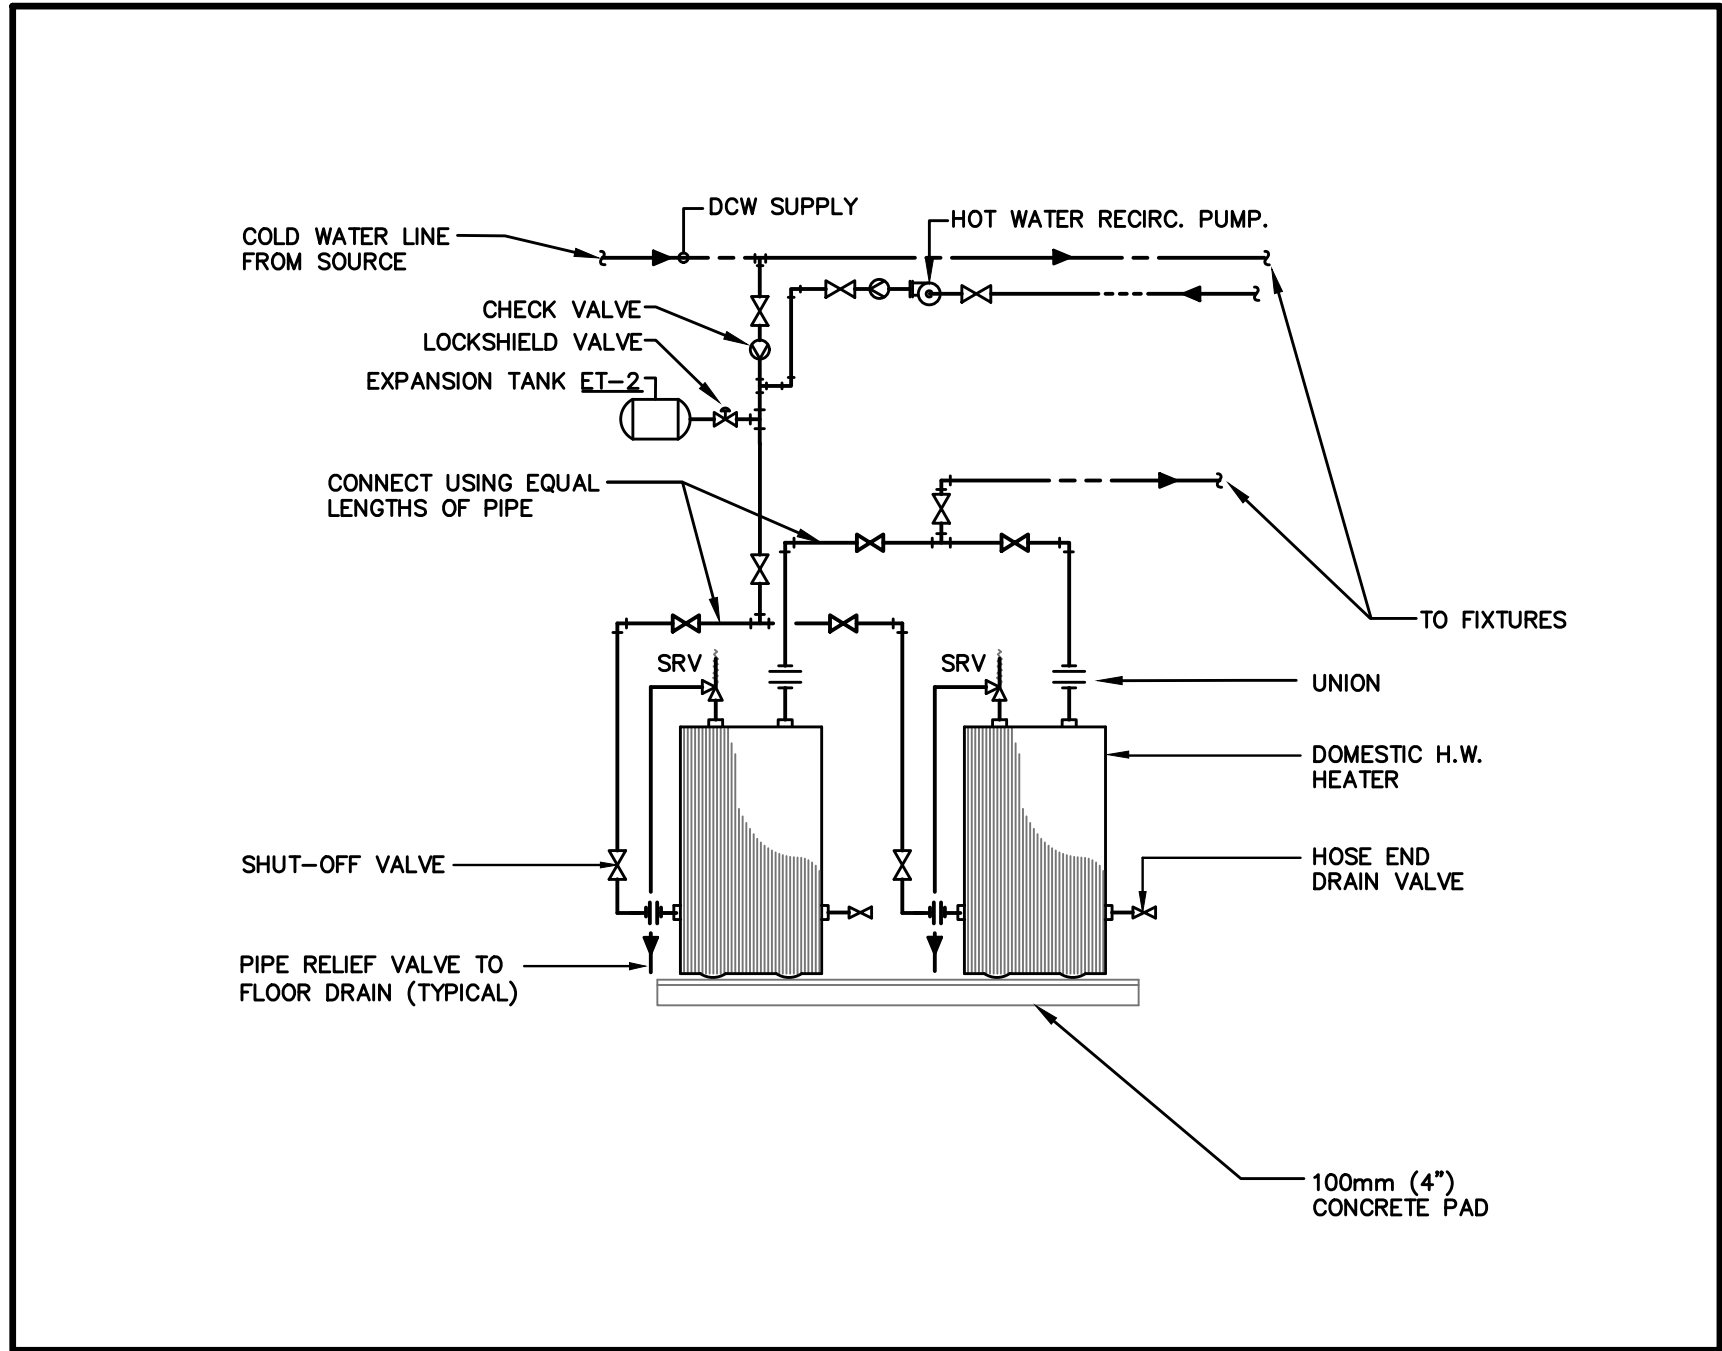 DCW SUPPLY
HOT WATER RECIRC. PUMP.
COLD WATER LINE
FROM SOURCE
CHECK VALVE
LOCKSHIELD VALVE
EXPANSION TANK ET-2
CONNECT USING EQUAL
LENGTHS OF PIPE
TO FIXTURES
SRV
SRV
UNION
DOMESTIC H.W.
HEATER
SHUT-OFF VALVE
HOSE END
DRAIN VALVE
PIPE RELIEF VALVE TO
FLOOR DRAIN (TYPICAL)
100mm (4")
CONCRETE PAD